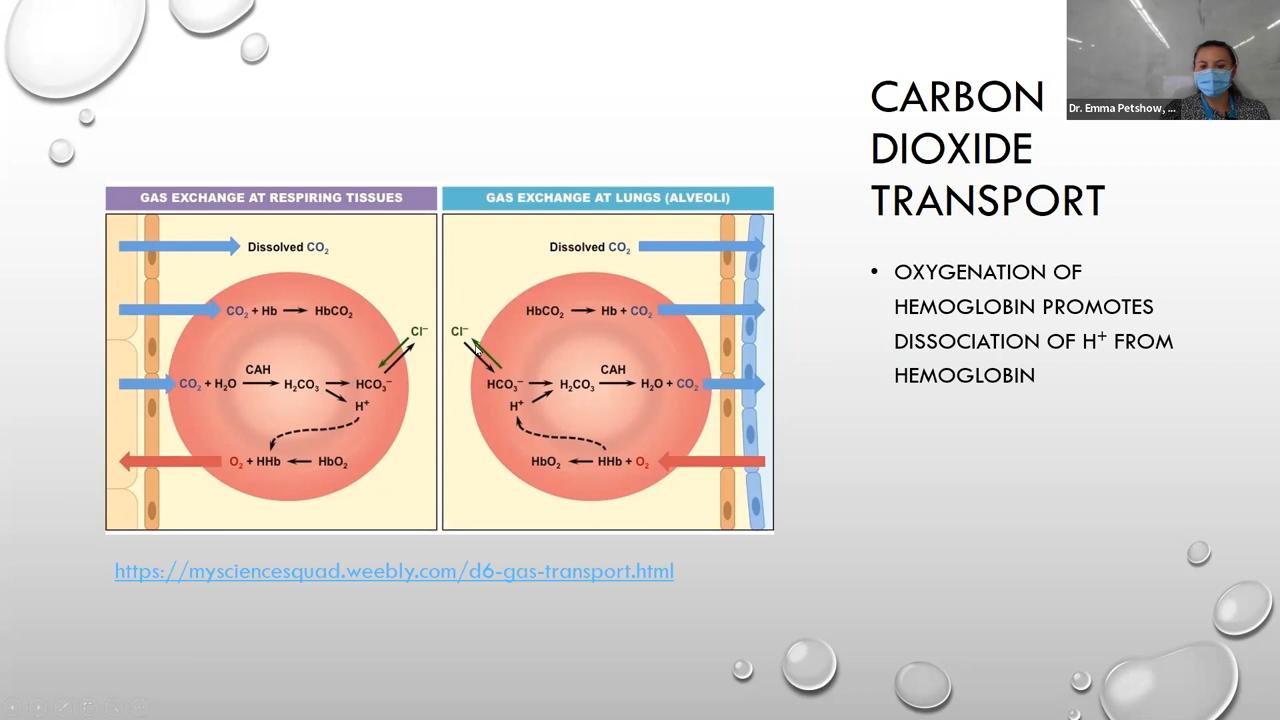 CARBON
DIOXIDE
TRANSPORT
Dr. Emma Petshow, ...
• OXYGENATION OF
HEMOGLOBIN PROMOTES
DISSOCIATION OF H⁺ FROM
HEMOGLOBIN
GAS EXCHANGE AT RESPIRING TISSUES
Dissolved CO₂
CO₂ + Hb → HbCO₂
Cl⁻
CAH
CO₂ + H₂O → H₂CO₃ → HCO₃⁻
H⁺
O₂ + HHb ← HbO₂
GAS EXCHANGE AT LUNGS (ALVEOLI)
Dissolved CO₂
HbCO₂ → Hb + CO₂
Cl⁻
CAH
HCO₃⁻ → H₂CO₃ → H₂O + CO₂
H⁺
HbO₂ ← HHb + O₂
https://mysciencesquad.weebly.com/d6-gas-transport.html